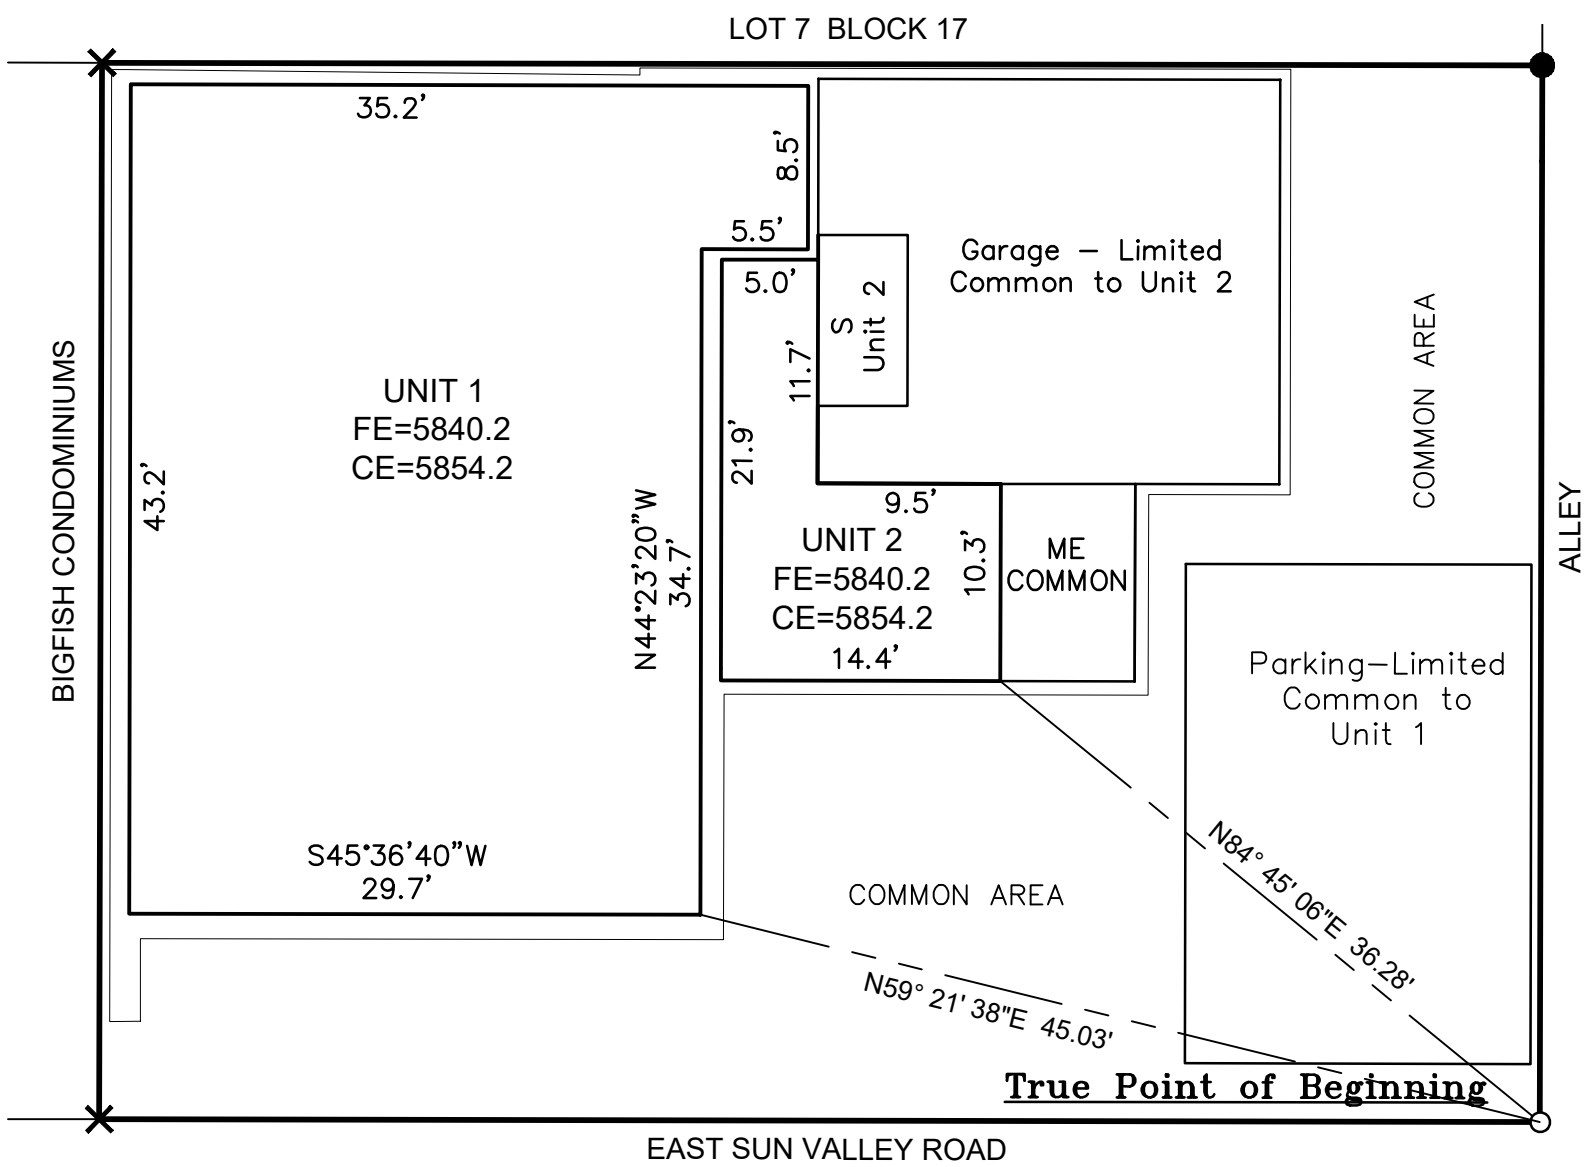 LOT 7 BLOCK 17
35.2’
8.5’
5.5’
5.0’
Garage – Limited
Common to Unit 2
S
Unit 2
11.7’
21.9’
UNIT 1
FE=5840.2
CE=5854.2
43.2’
BIGFISH CONDOMINIUMS
COMMON AREA
ALLEY
N44°23’20”W
34.7’
9.5’
UNIT 2
FE=5840.2
CE=5854.2
14.4’
10.3’
ME
COMMON
Parking–Limited
Common to
Unit 1
S45°36’40”W
29.7’
COMMON AREA
N84° 45' 06"E 36.28'
N59° 21' 38"E 45.03'
True Point of Beginning
EAST SUN VALLEY ROAD